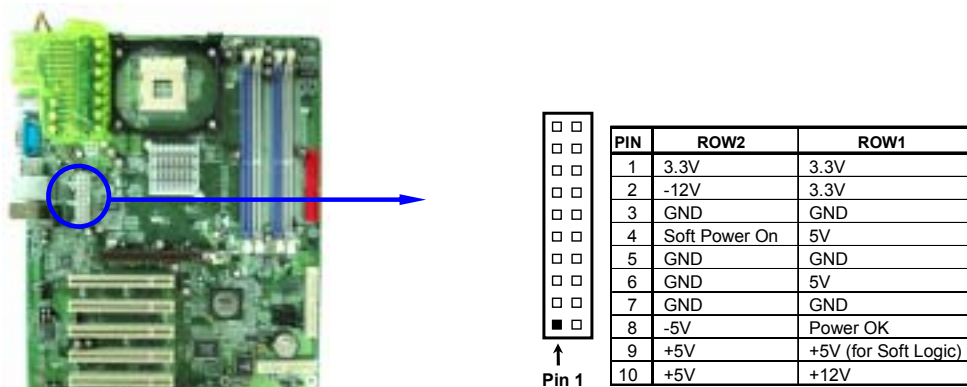 PIN ROW2 ROW1
1 3.3V 3.3V
2 -12V 3.3V
3 GND GND
4 Soft Power On 5V
5 GND GND
6 GND 5V
7 GND GND
8 -5V Power OK
9 +5V +5V (for Soft Logic)
10 +5V +12V
Pin 1